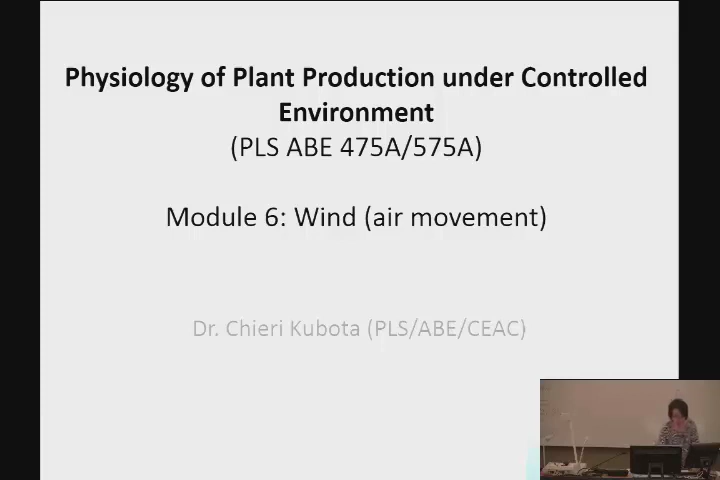 Physiology of Plant Production under Controlled
Environment
(PLS ABE 475A/575A)
Module 6: Wind (air movement)
Dr. Chieri Kubota (PLS/ABE/CEAC)